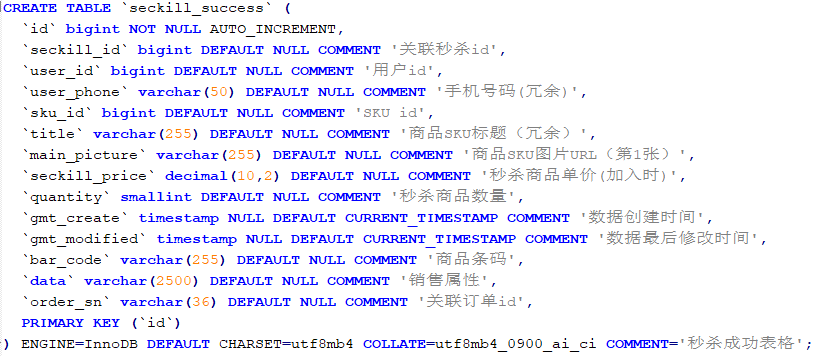 CREATE TABLE `seckill_success` (
`id` bigint NOT NULL AUTO_INCREMENT,
`seckill_id` bigint DEFAULT NULL COMMENT '关联秒杀id',
`user_id` bigint DEFAULT NULL COMMENT '用户id',
`user_phone` varchar(50) DEFAULT NULL COMMENT '手机号码(冗余)',
`sku_id` bigint DEFAULT NULL COMMENT 'SKU id',
`title` varchar(255) DEFAULT NULL COMMENT '商品SKU标题（冗余）',
`main_picture` varchar(255) DEFAULT NULL COMMENT '商品SKU图片URL（第1张）',
`seckill_price` decimal(10,2) DEFAULT NULL COMMENT '秒杀商品单价(加入时)',
`quantity` smallint DEFAULT NULL COMMENT '秒杀商品数量',
`gmt_create` timestamp NULL DEFAULT CURRENT_TIMESTAMP COMMENT '数据创建时间',
`gmt_modified` timestamp NULL DEFAULT CURRENT_TIMESTAMP COMMENT '数据最后修改时间',
`bar_code` varchar(255) DEFAULT NULL COMMENT '商品条码',
`data` varchar(2500) DEFAULT NULL COMMENT '销售属性',
`order_sn` varchar(36) DEFAULT NULL COMMENT '关联订单id',
PRIMARY KEY (`id`)
) ENGINE=InnoDB DEFAULT CHARSET=utf8mb4 COLLATE=utf8mb4_0900_ai_ci COMMENT='秒杀成功表格';